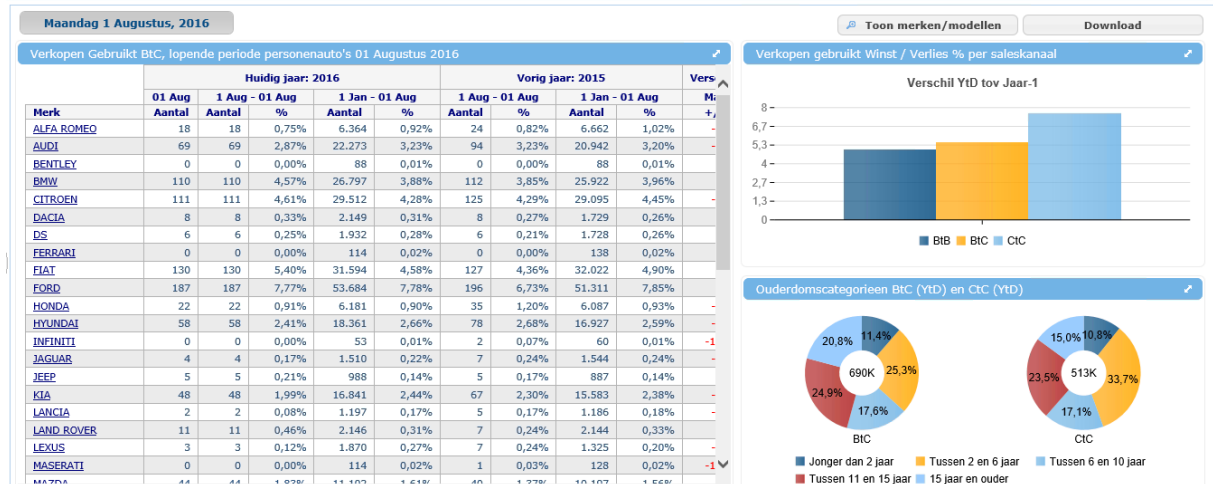 Maandag 1 Augustus, 2016
Toon merken/modellen Download
Verkopen Gebruikt BtC, lopende periode personenauto's 01 Augustus 2016
Huidig jaar: 2016 Vorig jaar: 2015
01 Aug 1 Aug - 01 Aug 1 Jan - 01 Aug 1 Aug - 01 Aug 1 Jan - 01 Aug
Merk Aantal Aantal % Aantal % Aantal % Aantal %
ALFA ROMEO 18 18 0,75% 6.364 0,92% 24 0,82% 6.662 1,02%
AUDI 69 69 2,87% 22.273 3,23% 94 3,23% 20.942 3,20%
BENTLEY 0 0 0,00% 88 0,01% 0 0,00% 88 0,01%
BMW 110 110 4,57% 26.797 3,88% 112 3,85% 25.922 3,96%
CITROEN 111 111 4,61% 29.512 4,28% 125 4,29% 29.095 4,45%
DACIA 8 8 0,33% 2.149 0,31% 8 0,27% 1.729 0,26%
DS 6 6 0,25% 1.932 0,28% 6 0,21% 1.728 0,26%
FERRARI 0 0 0,00% 114 0,02% 0 0,00% 138 0,02%
FIAT 130 130 5,40% 31.594 4,58% 127 4,36% 32.022 4,90%
FORD 187 187 7,77% 53.684 7,78% 196 6,73% 51.311 7,85%
HONDA 22 22 0,91% 6.181 0,90% 35 1,20% 6.087 0,93%
HYUNDAI 58 58 2,41% 18.361 2,66% 78 2,68% 16.927 2,59%
INFINITI 0 0 0,00% 53 0,01% 2 0,07% 60 0,01%
JAGUAR 4 4 0,17% 1.510 0,22% 7 0,24% 1.544 0,24%
JEEP 5 5 0,21% 988 0,14% 5 0,17% 887 0,14%
KIA 48 48 1,99% 16.841 2,44% 67 2,30% 15.583 2,38%
LANCIA 2 2 0,08% 1.197 0,17% 5 0,17% 1.186 0,18%
LAND ROVER 11 11 0,46% 2.146 0,31% 7 0,24% 2.144 0,33%
LEXUS 3 3 0,12% 1.870 0,27% 7 0,24% 1.325 0,20%
MASERATI 0 0 0,00% 114 0,02% 1 0,03% 128 0,02%
Verkopen gebruikt Winst / Verlies % per saleskanaal
Verschil YtD tov Jaar-1
8
6,7
5,3
4
2,7
1,3
0
BtB BtC CtC
Ouderdomscategorieen BtC (YtD) en CtC (YtD)
20,8% 11,4% 15,0% 10,8%
690K 25,3% 513K 33,7%
24,9% 23,5%
17,6% 17,1%
BtC CtC
Jonger dan 2 jaar Tussen 2 en 6 jaar Tussen 6 en 10 jaar
Tussen 11 en 15 jaar 15 jaar en ouder